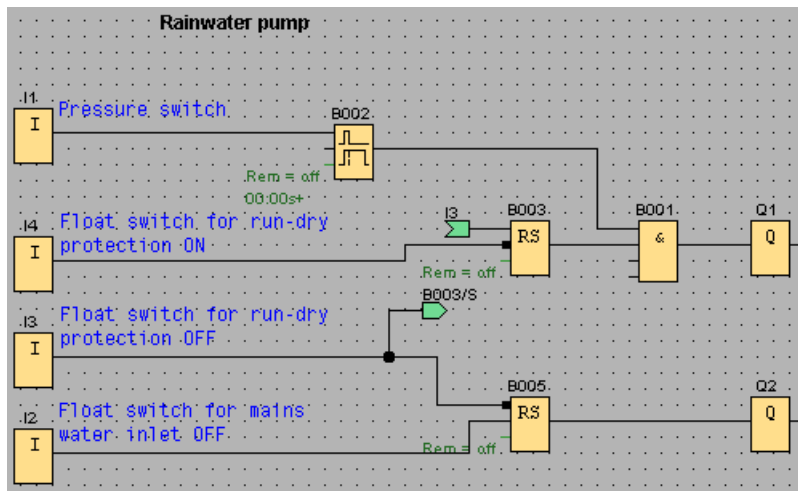 Rainwater pump
I1
Pressure switch
I
B002
Rem = off
00:00s+
I4
Float switch for run-dry
protection ON
I
I3
B003
RS
Rem = off
B001
&
Q1
Q
B003/S
I3
Float switch for run-dry
protection OFF
I
I2
Float switch for mains
water inlet OFF
I
B005
RS
Rem = off
Q2
Q